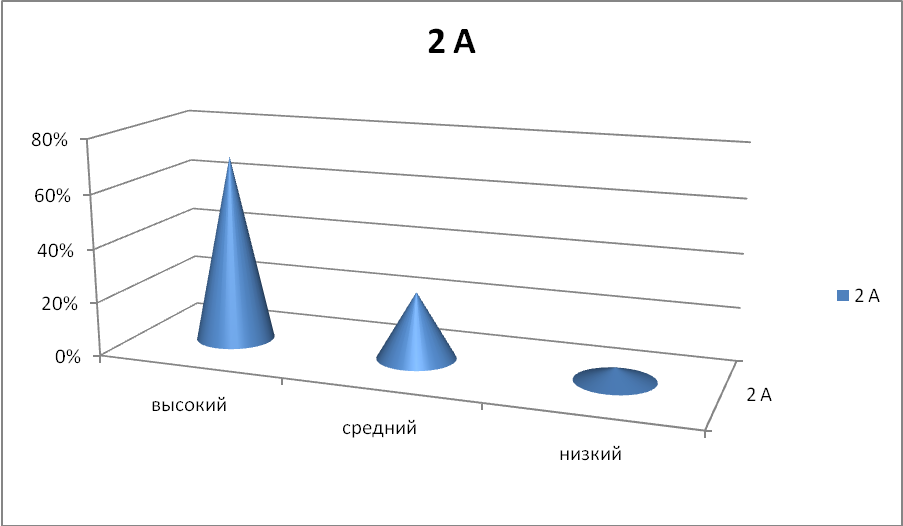 2 А
80%
60%
40%
20%
0%
высокий
средний
низкий
2 А
2 А